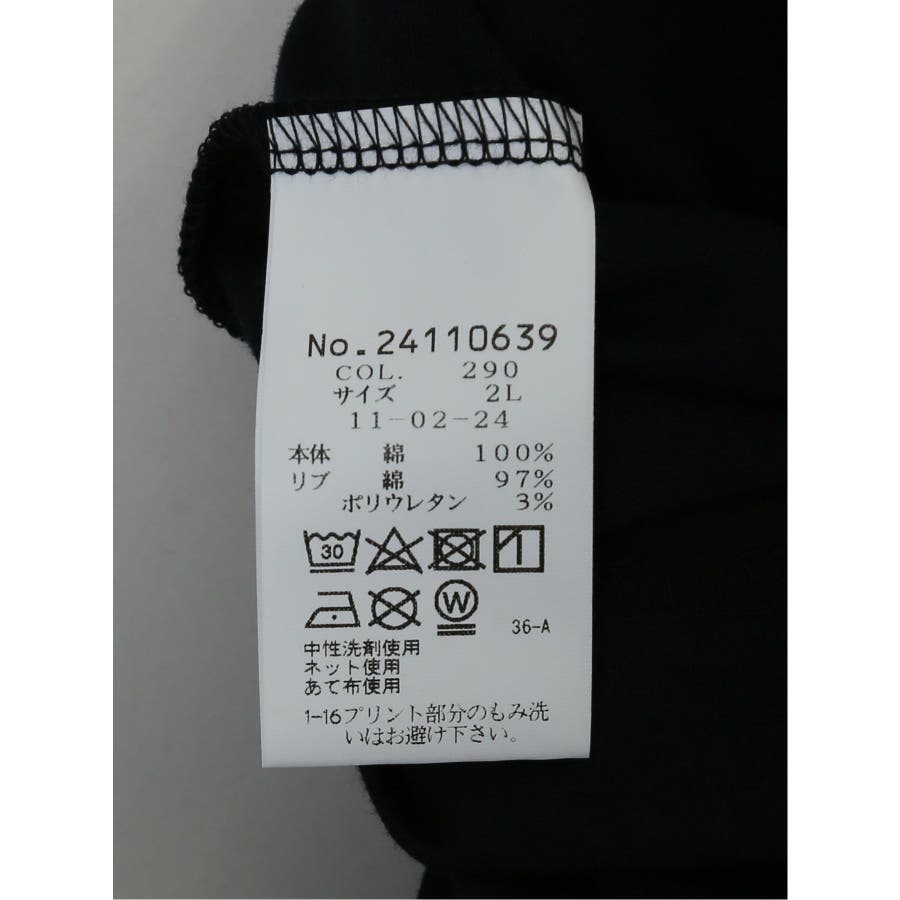 No.24110639
COL. 290
サイズ 2L
11-02-24
本体 綿 100%
リブ 綿 97%
ポリウレタン 3%
30
W
36-A
中性洗剤使用
ネット使用
あて布使用
1-16プリント部分のもみ洗
いはお避け下さい。